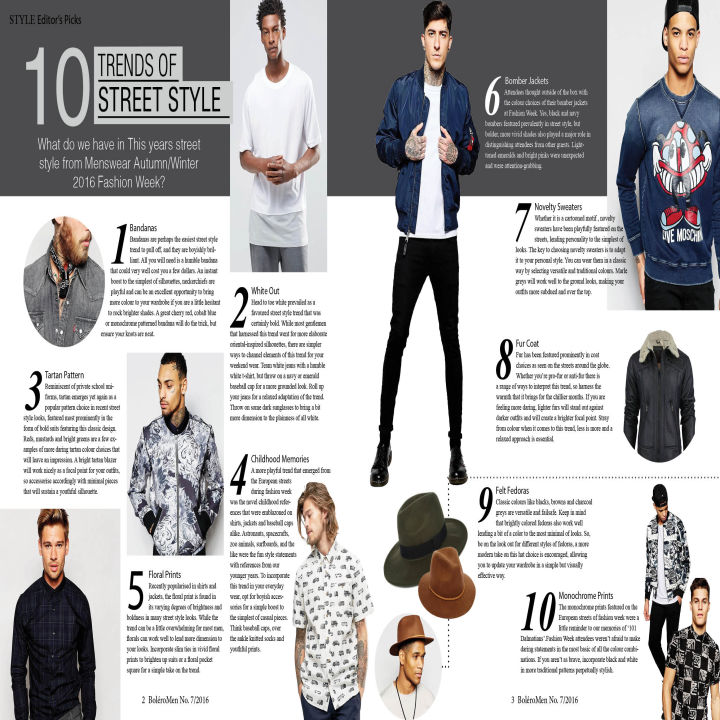 STYLE Editor's Picks
10
TRENDS OF
STREET STYLE
What do we have in This years street
style from Menswear Autumn/Winter
2016 Fashion Week?
1
Bandanas
Bandanas are perhaps the easiest street style
trend to pull off, and they are boyishly bril-
liant. All you will need is a humble bandana
that could very well cost you a few dollars. An instant
boost to the simplest of silhouettes, neckerchiefs are
playful and can be an excellent opportunity to bring
more colour to your wardrobe if you are a little hesitant
to rock brighter shades. A great cherry red, cobalt blue
or monochrome patterned bandana will do the trick, but
ensure your knots are neat.
2
White Out
Head to toe white prevailed as a
favoured street style trend that was
certainly bold. While most gentlemen
that harnessed this trend went for more elaborate
oriental-inspired silhouettes, there are simpler
ways to channel elements of this trend for your
weekend wear. Team white jeans with a humble
white t-shirt, but throw on a navy or emerald
baseball cap for a more grounded look. Roll up
your jeans for a relaxed adaptation of the trend.
Throw on some dark sunglasses to bring a bit
more dimension to the plainness of all white.
3
Tartan Pattern
Reminiscent of private school uni-
forms, tartan emerges yet again as a
popular pattern choice in recent street
style looks, featured most prominently in the
form of bold suits featuring this classic design.
Reds, mustards and bright greens are a few ex-
amples of more daring tartan colour choices that
will leave an impression. A bright tartan blazer
will work nicely as a focal point for your outfits,
so accessorise accordingly with minimal pieces
that will sustain a youthful silhouette.
4
Childhood Memories
A more playful trend that emerged from
the European streets
during fashion week
was the novel childhood refer-
ences that were emblazoned on
shirts, jackets and baseball caps
alike. Astronauts, spacecrafts,
zoo animals, surfboards, and the
like were the fun style statements
with references from our
younger years. To incorporate
this trend in your everyday
wear, opt for boyish acces-
sories for a simple boost to
the simplest of casual pieces.
Think baseball caps, over
the ankle knitted socks and
youthful prints.
5
Floral Prints
Recently popularised in shirts and
jackets, the floral print is found in
its varying degrees of brightness and
boldness in many street style looks. While the
trend can be a little overwhelming for most men,
florals can work well to lend more dimension to
your looks. Incorporate slim ties in vivid floral
prints to brighten up suits or a floral pocket
square for a simple take on the trend.
2 BoléroMen No. 7/2016
6
Bomber Jackets
Attendees thought outside of the box with
the colour choices of their bomber jackets
at Fashion Week. Yes, black and navy
bombers featured prevalently in street style, but
bolder, more vivid shades also played a major role in
distinguishing attendees from other guests. Light-
toned emeralds and bright pinks were unexpected
and were attention-grabbing.
7
Novelty Sweaters
Whether it is a cartooned motif, novelty
sweaters have been playfully featured on the
streets, lending personality to the simplest of
looks. The key to choosing novelty sweaters is to adapt
it to your personal style. You can wear them in a classic
way by selecting versatile and traditional colours. Marle
greys will work well to the ground looks, making your
outfits more subdued and over the top.
LOVE MOSCHINO
8
Fur Coat
Fur has been featured prominently in coat
choices as seen on the streets around the globe.
Whether you're pro-fur or anti-fur there is
a range of ways to interpret this trend, so harness the
warmth that it brings for the chillier months. If you are
feeling more daring, lighter furs will stand out against
darker outfits and will create a brighter focal point. Stray
from colour when it comes to this trend, less is more and a
relaxed approach is essential.
9
Felt Fedoras
Classic colours like blacks, browns and charcoal
greys are versatile and failsafe. Keep in mind
that brightly colored fedoras also work well
lending a bit of a color to the most minimal of looks. So,
be on the look out for different styles of fedoras, a more
modern take on this hat choice is encouraged, allowing
you to update your wardrobe in a simple but visually
effective way.
10
Monochrome Prints
The monochrome prints featured on the
European streets of fashion week were a
little reminder to our memories of '101
Dalmatians'. Fashion Week attendees weren't afraid to make
daring statements in the most basic of all the colour combi-
nations. If you aren't as brave, incorporate black and white
in more traditional patterns perpetually stylish.
3 BoléroMen No. 7/2016